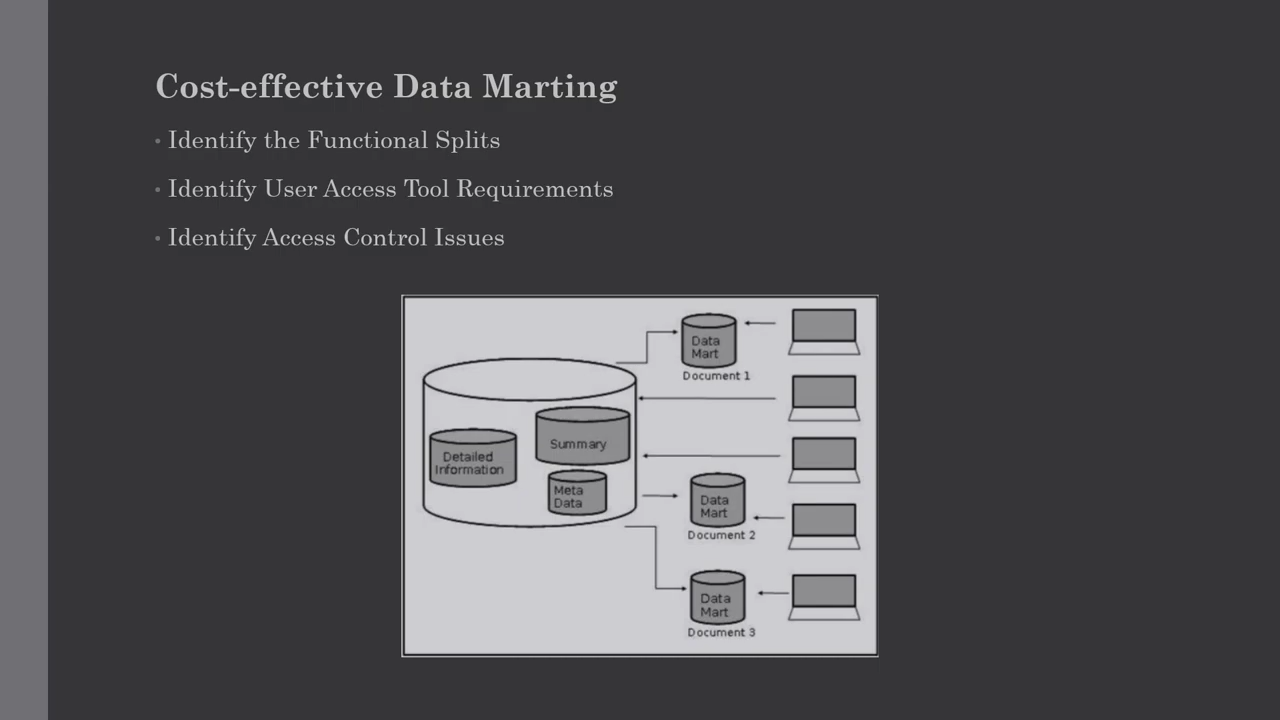 Cost-effective Data Marting
• Identify the Functional Splits
• Identify User Access Tool Requirements
• Identify Access Control Issues
Data
Mart
Document 1
Summary
Detailed
Information
Meta
Data
Data
Mart
Document 2
Data
Mart
Document 3